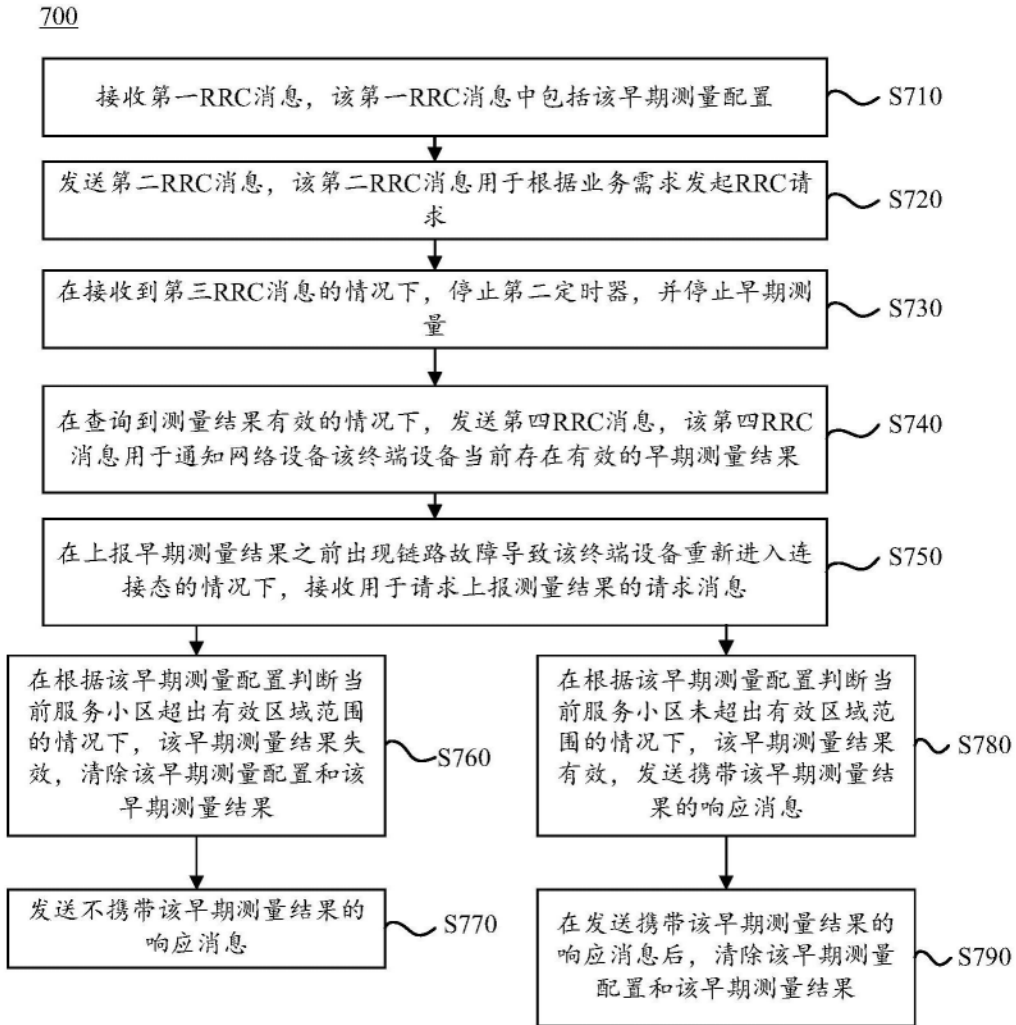 700
接收第一RRC消息，该第一RRC消息中包括该早期测量配置
S710
发送第二RRC消息，该第二RRC消息用于根据业务需求发起RRC请
求
S720
在接收到第三RRC消息的情况下，停止第二定时器，并停止早期测
量
S730
在查询到测量结果有效的情况下，发送第四RRC消息，该第四RRC
消息用于通知网络设备该终端设备当前存在有效的早期测量结果
S740
在上报早期测量结果之前出现链路故障导致该终端设备重新进入连
接态的情况下，接收用于请求上报测量结果的请求消息
S750
在根据该早期测量配置判断当
前服务小区超出有效区域范围
的情况下，该早期测量结果失
效，清除该早期测量配置和该
早期测量结果
S760
在根据该早期测量配置判断当
前服务小区未超出有效区域范
围的情况下，该早期测量结果
有效，发送携带该早期测量结
果的响应消息
S780
发送不携带该早期测量结果的
响应消息
S770
在发送携带该早期测量结果的
响应消息后，清除该早期测量
配置和该早期测量结果
S790